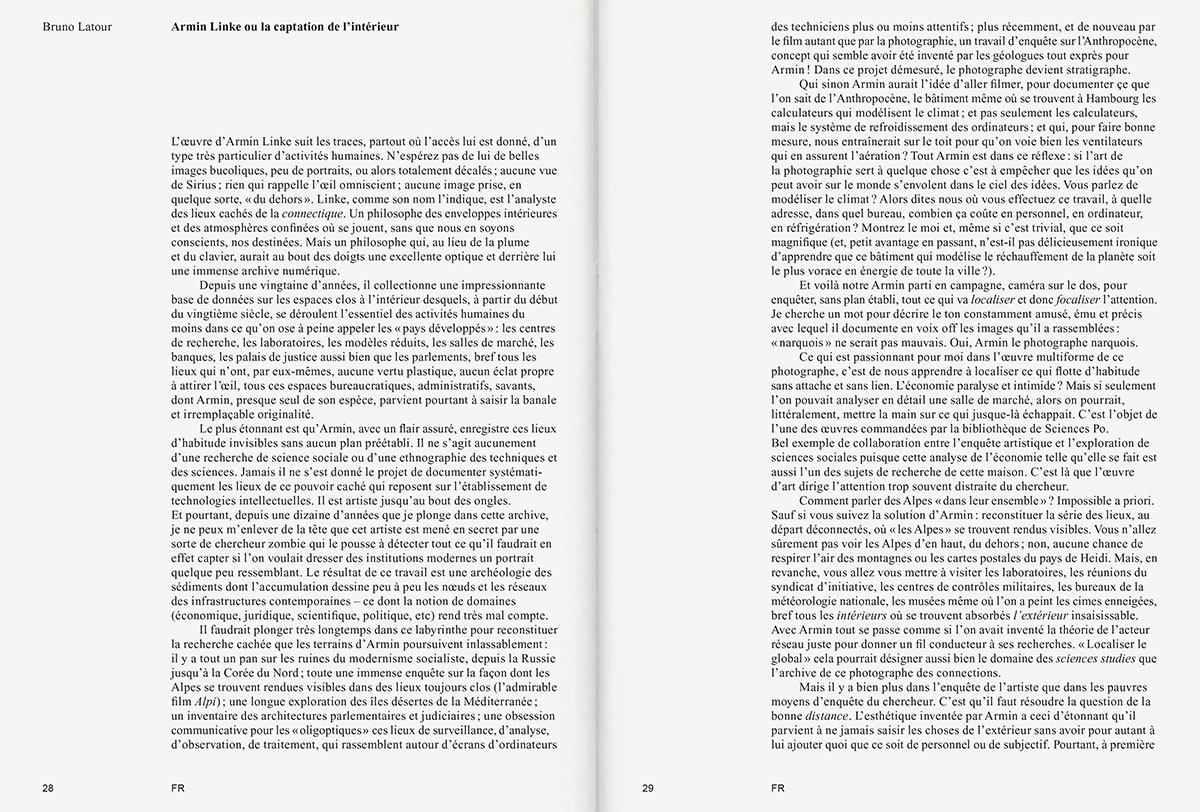 Bruno Latour
Armin Linke ou la captation de l'intérieur
L'œuvre d'Armin Linke suit les traces, partout où l'accès lui est donné, d'un
type très particulier d'activités humaines. N'espérez pas de lui de belles
images bucoliques, peu de portraits, ou alors totalement décalés ; aucune vue
de Sirius ; rien qui rappelle l'œil omniscient ; aucune image prise, en
quelque sorte, « du dehors ». Linke, comme son nom l'indique, est l'analyste
des lieux cachés de la connectique. Un philosophe des enveloppes intérieures
et des atmosphères confinées où se jouent, sans que nous en soyons
conscients, nos destinées. Mais un philosophe qui, au lieu de la plume
et du clavier, aurait au bout des doigts une excellente optique et derrière lui
une immense archive numérique.
Depuis une vingtaine d'années, il collectionne une impressionnante
base de données sur les espaces clos à l'intérieur desquels, à partir du début
du vingtième siècle, se déroulent l'essentiel des activités humaines du
moins dans ce qu'on ose à peine appeler les « pays développés » : les centres
de recherche, les laboratoires, les modèles réduits, les salles de marché, les
banques, les palais de justice aussi bien que les parlements, bref tous les
lieux qui n'ont, par eux-mêmes, aucune vertu plastique, aucun éclat propre
à attirer l'œil, tous ces espaces bureaucratiques, administratifs, savants,
dont Armin, presque seul de son espèce, parvient pourtant à saisir la banale
et irremplaçable originalité.
Le plus étonnant est qu'Armin, avec un flair assuré, enregistre ces lieux
d'habitude invisibles sans aucun plan préétabli. Il ne s'agit aucunement
d'une recherche de science sociale ou d'une ethnographie des techniques et
des sciences. Jamais il ne s'est donné le projet de documenter systémati-
quement les lieux de ce pouvoir caché qui reposent sur l'établissement de
technologies intellectuelles. Il est artiste jusqu'au bout des ongles.
Et pourtant, depuis une dizaine d'années que je plonge dans cette archive,
je ne peux m'enlever de la tête que cet artiste est mené en secret par une
sorte de chercheur zombie qui le pousse à détecter tout ce qu'il faudrait en
effet capter si l'on voulait dresser des institutions modernes un portrait
quelque peu ressemblant. Le résultat de ce travail est une archéologie des
sédiments dont l'accumulation dessine peu à peu les nœuds et les réseaux
des infrastructures contemporaines – ce dont la notion de domaines
(économique, juridique, scientifique, politique, etc) rend très mal compte.
Il faudrait plonger très longtemps dans ce labyrinthe pour reconstituer
la recherche cachée que les terrains d'Armin poursuivent inlassablement :
il y a tout un pan sur les ruines du modernisme socialiste, depuis la Russie
jusqu'à la Corée du Nord ; toute une immense enquête sur la façon dont les
Alpes se trouvent rendues visibles dans des lieux toujours clos (l'admirable
film Alpi) ; une longue exploration des îles désertes de la Méditerranée ;
un inventaire des architectures parlementaires et judiciaires ; une obsession
communicative pour les « oligoptiques » ces lieux de surveillance, d'analyse,
d'observation, de traitement, qui rassemblent autour d'écrans d'ordinateurs
28
FR
des techniciens plus ou moins attentifs ; plus récemment, et de nouveau par
le film autant que par la photographie, un travail d'enquête sur l'Anthropocène,
concept qui semble avoir été inventé par les géologues tout exprès pour
Armin ! Dans ce projet démesuré, le photographe devient stratigraphe.
Qui sinon Armin aurait l'idée d'aller filmer, pour documenter çe que
l'on sait de l'Anthropocène, le bâtiment même où se trouvent à Hambourg les
calculateurs qui modélisent le climat ; et pas seulement les calculateurs,
mais le système de refroidissement des ordinateurs ; et qui, pour faire bonne
mesure, nous entraînerait sur le toit pour qu'on voie bien les ventilateurs
qui en assurent l'aération ? Tout Armin est dans ce réflexe : si l'art de
la photographie sert à quelque chose c'est à empêcher que les idées qu'on
peut avoir sur le monde s'envolent dans le ciel des idées. Vous parlez de
modéliser le climat ? Alors dites nous où vous effectuez ce travail, à quelle
adresse, dans quel bureau, combien ça coûte en personnel, en ordinateur,
en réfrigération ? Montrez le moi et, même si c'est trivial, que ce soit
magnifique (et, petit avantage en passant, n'est-il pas délicieusement ironique
d'apprendre que ce bâtiment qui modélise le réchauffement de la planète soit
le plus vorace en énergie de toute la ville ?).
Et voilà notre Armin parti en campagne, caméra sur le dos, pour
enquêter, sans plan établi, tout ce qui va localiser et donc focaliser l'attention.
Je cherche un mot pour décrire le ton constamment amusé, ému et précis
avec lequel il documente en voix off les images qu'il a rassemblées :
« narquois » ne serait pas mauvais. Oui, Armin le photographe narquois.
Ce qui est passionnant pour moi dans l'œuvre multiforme de ce
photographe, c'est de nous apprendre à localiser ce qui flotte d'habitude
sans attache et sans lien. L'économie paralyse et intimide ? Mais si seulement
l'on pouvait analyser en détail une salle de marché, alors on pourrait,
littéralement, mettre la main sur ce qui jusque-là échappait. C'est l'objet de
l'une des œuvres commandées par la bibliothèque de Sciences Po.
Bel exemple de collaboration entre l'enquête artistique et l'exploration de
sciences sociales puisque cette analyse de l'économie telle qu'elle se fait est
aussi l'un des sujets de recherche de cette maison. C'est là que l'œuvre
d'art dirige l'attention trop souvent distraite du chercheur.
Comment parler des Alpes « dans leur ensemble » ? Impossible a priori.
Sauf si vous suivez la solution d'Armin : reconstituer la série des lieux, au
départ déconnectés, où « les Alpes » se trouvent rendus visibles. Vous n'allez
sûrement pas voir les Alpes d'en haut, du dehors ; non, aucune chance de
respirer l'air des montagnes ou les cartes postales du pays de Heidi. Mais, en
revanche, vous allez vous mettre à visiter les laboratoires, les réunions du
syndicat d'initiative, les centres de contrôles militaires, les bureaux de la
météorologie nationale, les musées même où l'on a peint les cimes enneigées,
bref tous les intérieurs où se trouvent absorbés l'extérieur insaisissable.
Avec Armin tout se passe comme si l'on avait inventé la théorie de l'acteur
réseau juste pour donner un fil conducteur à ses recherches. « Localiser le
global » cela pourrait désigner aussi bien le domaine des sciences studies que
l'archive de ce photographe des connections.
Mais il y a bien plus dans l'enquête de l'artiste que dans les pauvres
moyens d'enquête du chercheur. C'est qu'il faut résoudre la question de la
bonne distance. L'esthétique inventée par Armin a ceci d'étonnant qu'il
parvient à ne jamais saisir les choses de l'extérieur sans avoir pour autant à
lui ajouter quoi que ce soit de personnel ou de subjectif. Pourtant, à première
29
FR